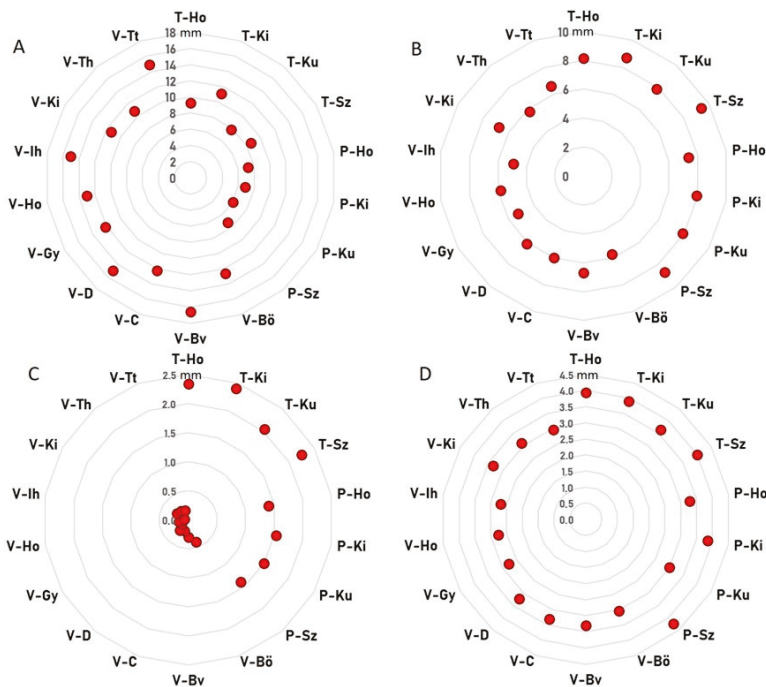 A
T-Ho
18 mm
16
14
12
10
8
6
4
2
0
T-Ki
T-Ku
T-Sz
P-Ho
P-Ki
P-Ku
P-Sz
V-Bö
V-Bv
V-C
V-D
V-Gy
V-Ho
V-Ih
V-Ki
V-Th
V-Tt
B
T-Ho
10 mm
8
6
4
2
0
T-Ki
T-Ku
T-Sz
P-Ho
P-Ki
P-Ku
P-Sz
V-Bö
V-Bv
V-C
V-D
V-Gy
V-Ho
V-Ih
V-Ki
V-Th
V-Tt
C
T-Ho
2.5 mm
2.0
1.5
1.0
0.5
0.0
T-Ki
T-Ku
T-Sz
P-Ho
P-Ki
P-Ku
P-Sz
V-Bö
V-Bv
V-C
V-D
V-Gy
V-Ho
V-Ih
V-Ki
V-Th
V-Tt
D
T-Ho
4.5 mm
4.0
3.5
3.0
2.5
2.0
1.5
1.0
0.5
0.0
T-Ki
T-Ku
T-Sz
P-Ho
P-Ki
P-Ku
P-Sz
V-Bö
V-Bv
V-C
V-D
V-Gy
V-Ho
V-Ih
V-Ki
V-Th
V-Tt